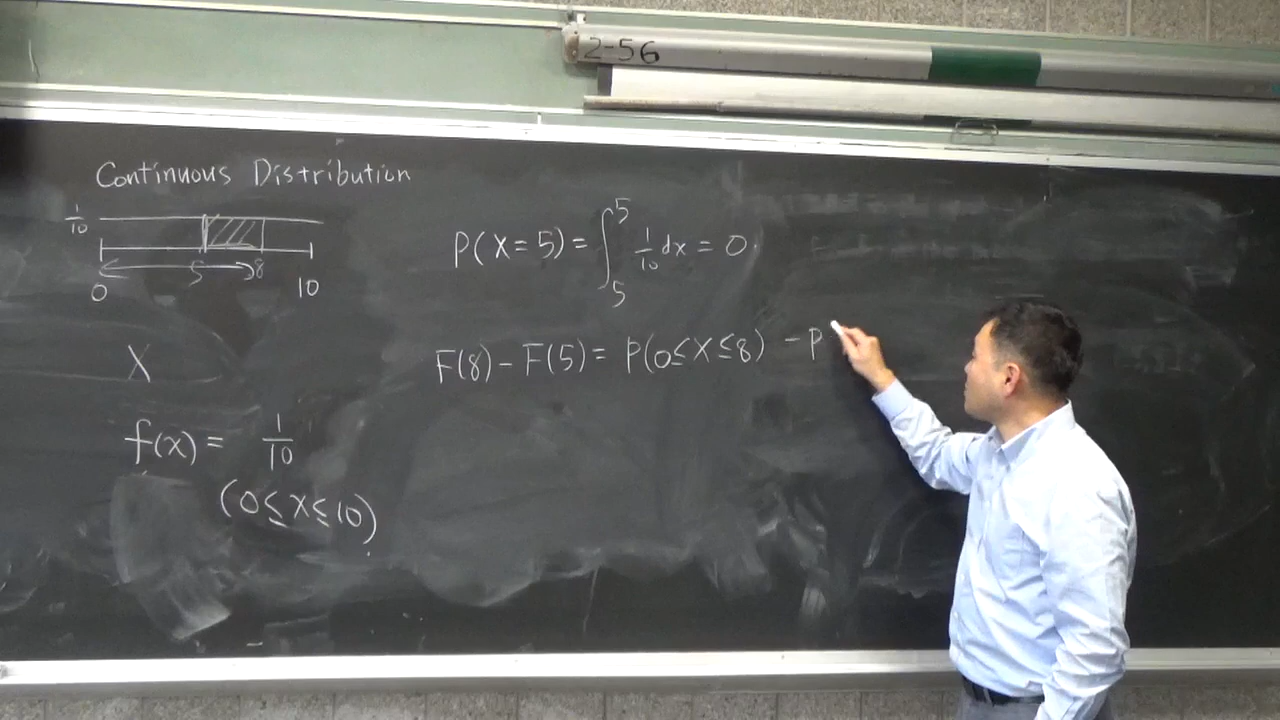 2-56
Continuous Distribution
1/10
5 8
0 10
P(X=5) = ∫₅⁵ 1/10 dx = 0.
X
F(8) - F(5) = P(0≤X≤8) - P
f(x) = 1/10
(0≤X≤10)